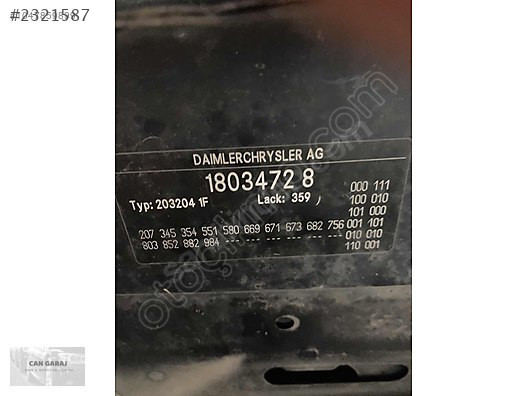 #2321587
DAIMLERCHRYSLER AG
1803472 8
Typ: 203204 1F Lack: 359 /
000 111
100 010
101 000
207 345 354 551 580 669 671 673 682 756 001 101
803 852 882 984 --- --- --- --- --- --- 010 010
110 001
otogaraj.com
CAN GARAJ